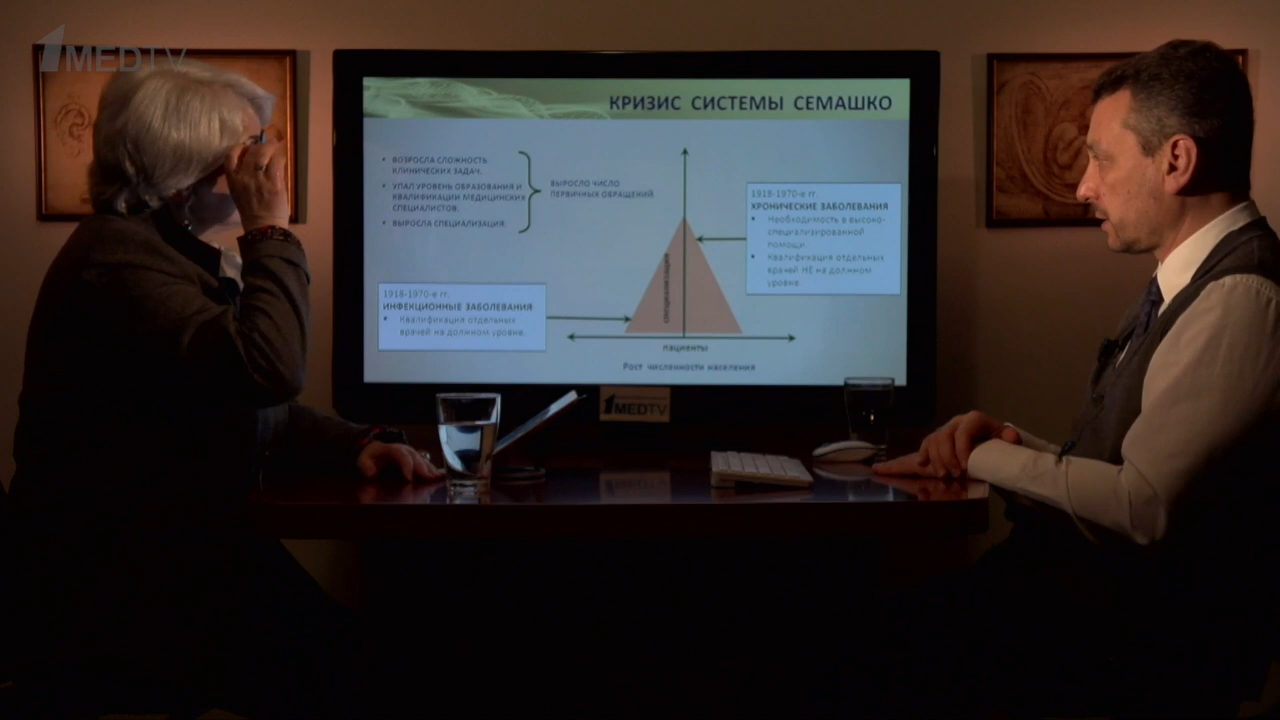 1MEDTV
КРИЗИС СИСТЕМЫ СЕМАШКО
• ВОЗРОСЛА СЛОЖНОСТЬ
КЛИНИЧЕСКИХ ЗАДАЧ.
• УПАЛ УРОВЕНЬ ОБРАЗОВАНИЯ И
КВАЛИФИКАЦИИ МЕДИЦИНСКИХ
СПЕЦИАЛИСТОВ.
• ВЫРОСЛА СПЕЦИАЛИЗАЦИЯ.
ВЫРОСЛО ЧИСЛО
ПЕРВИЧНЫХ ОБРАЩЕНИЙ
1918-1970-е гг.
ХРОНИЧЕСКИЕ ЗАБОЛЕВАНИЯ
• Необходимость в высоко-
специализированной
помощи
• Квалификация отдельных
врачей НЕ на должном
уровне
1918-1970-е гг.
ИНФЕКЦИОННЫЕ ЗАБОЛЕВАНИЯ
• Квалификация отдельных
врачей на должном уровне.
специализация
пациенты
Рост численности населения
1MEDTV